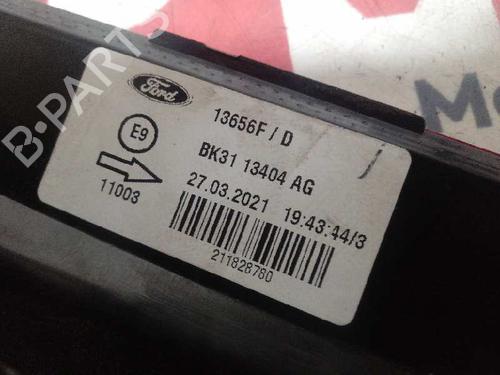 Ford
13656F / D
E9
BK31 13404 AG
11003
27.03.2021 19:43:44/3
211828780
B-PARTS